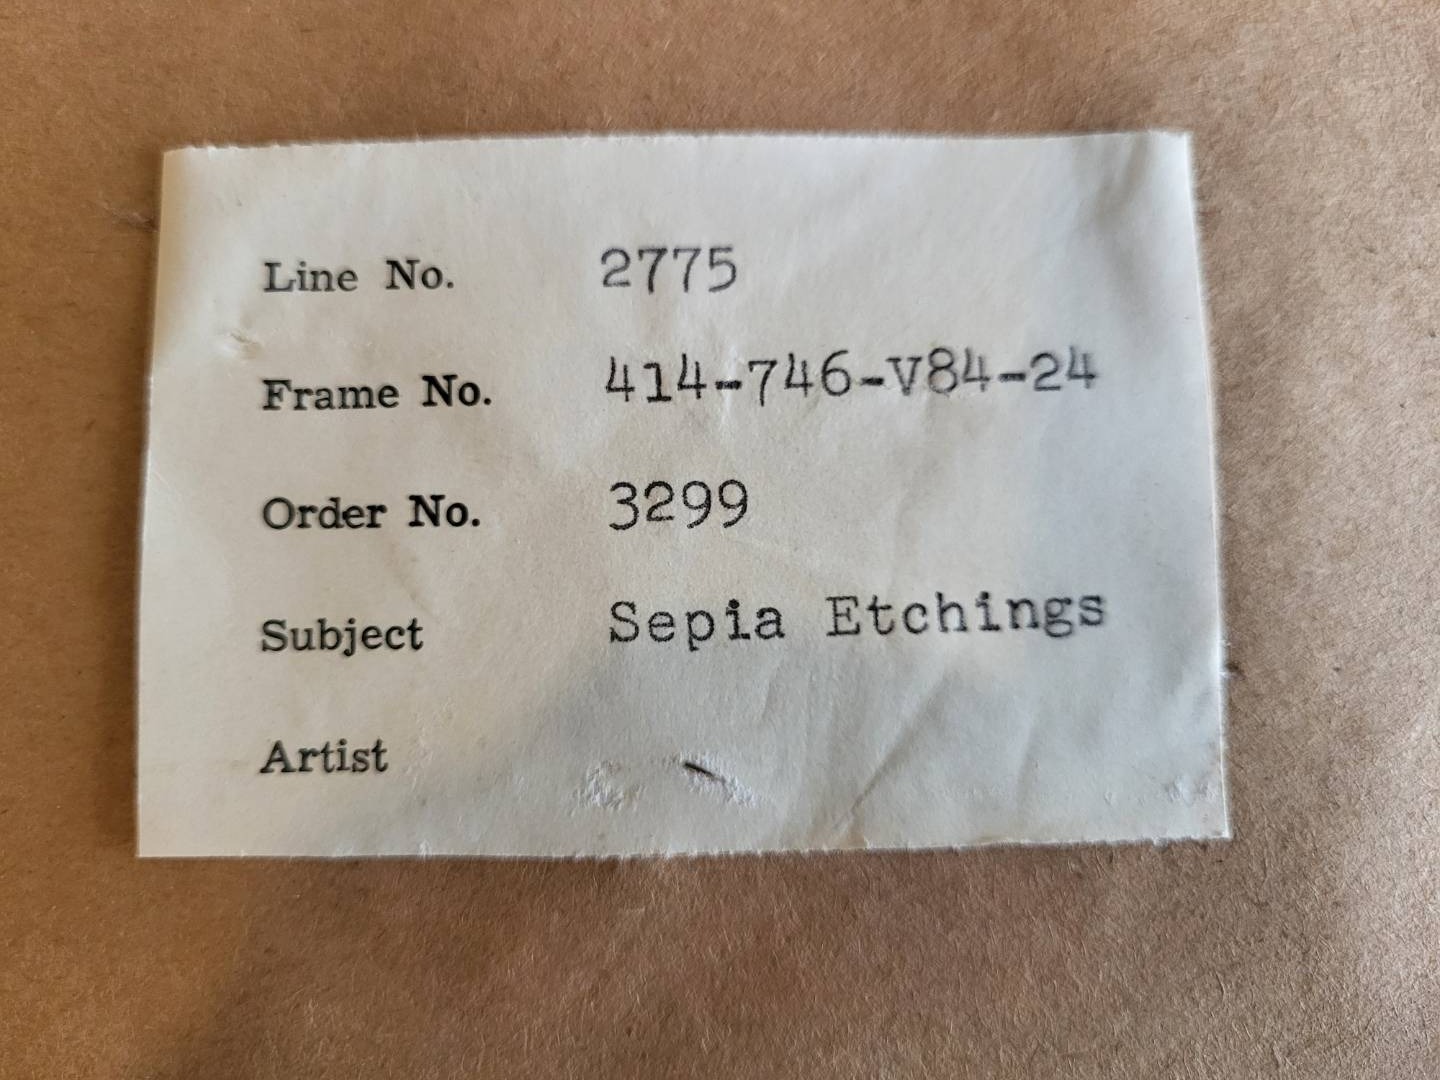 Line No. 2775
Frame No. 414-746-V84-24
Order No. 3299
Subject Sepia Etchings
Artist